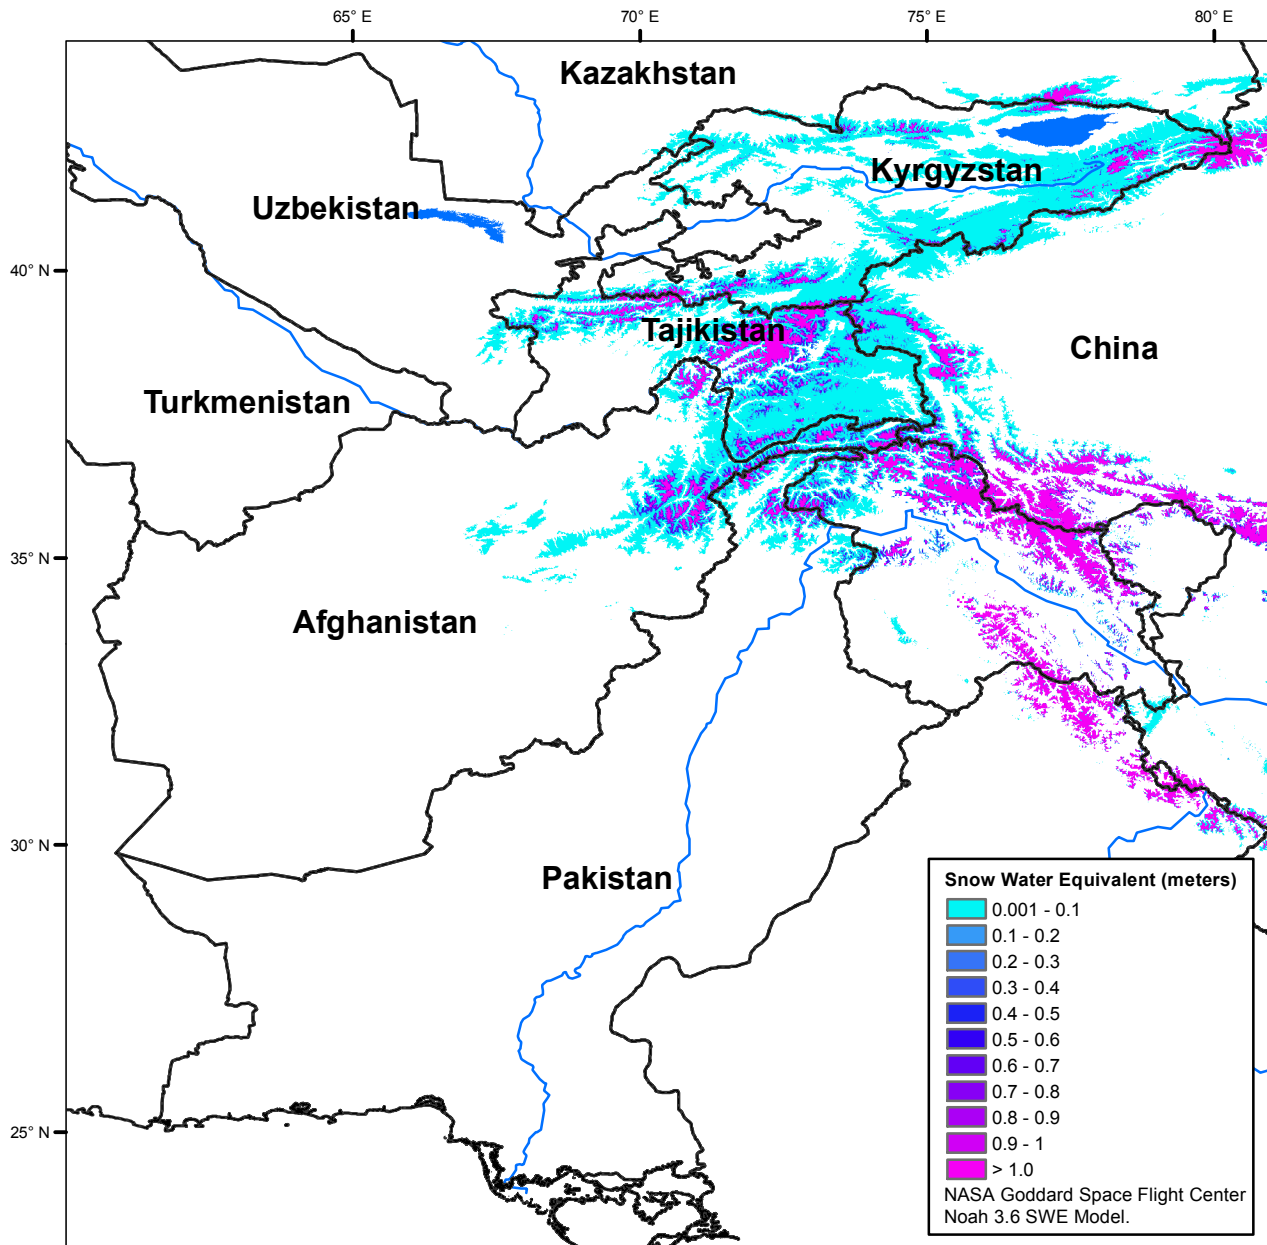 65° E
70° E
75° E
80° E
Kazakhstan
Kyrgyzstan
Uzbekistan
40° N
Tajikistan
China
Turkmenistan
35° N
Afghanistan
30° N
Pakistan
25° N
Snow Water Equivalent (meters)
0.001 - 0.1
0.1 - 0.2
0.2 - 0.3
0.3 - 0.4
0.4 - 0.5
0.5 - 0.6
0.6 - 0.7
0.7 - 0.8
0.8 - 0.9
0.9 - 1
> 1.0
NASA Goddard Space Flight Center
Noah 3.6 SWE Model.